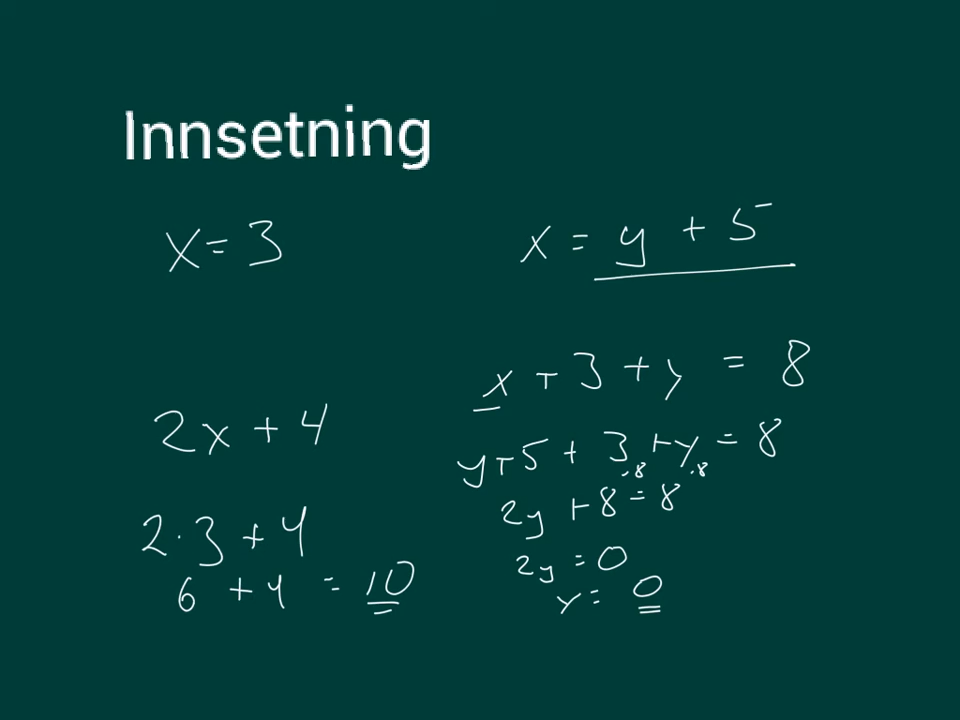 Innsetning
x = 3
2x + 4
2 · 3 + 4
6 + 4 = 10
x = y + 5
x + 3 + y = 8
y + 5 + 3 + y = 8
-8 -8
2y + 8 = 8
2y = 0
y = 0